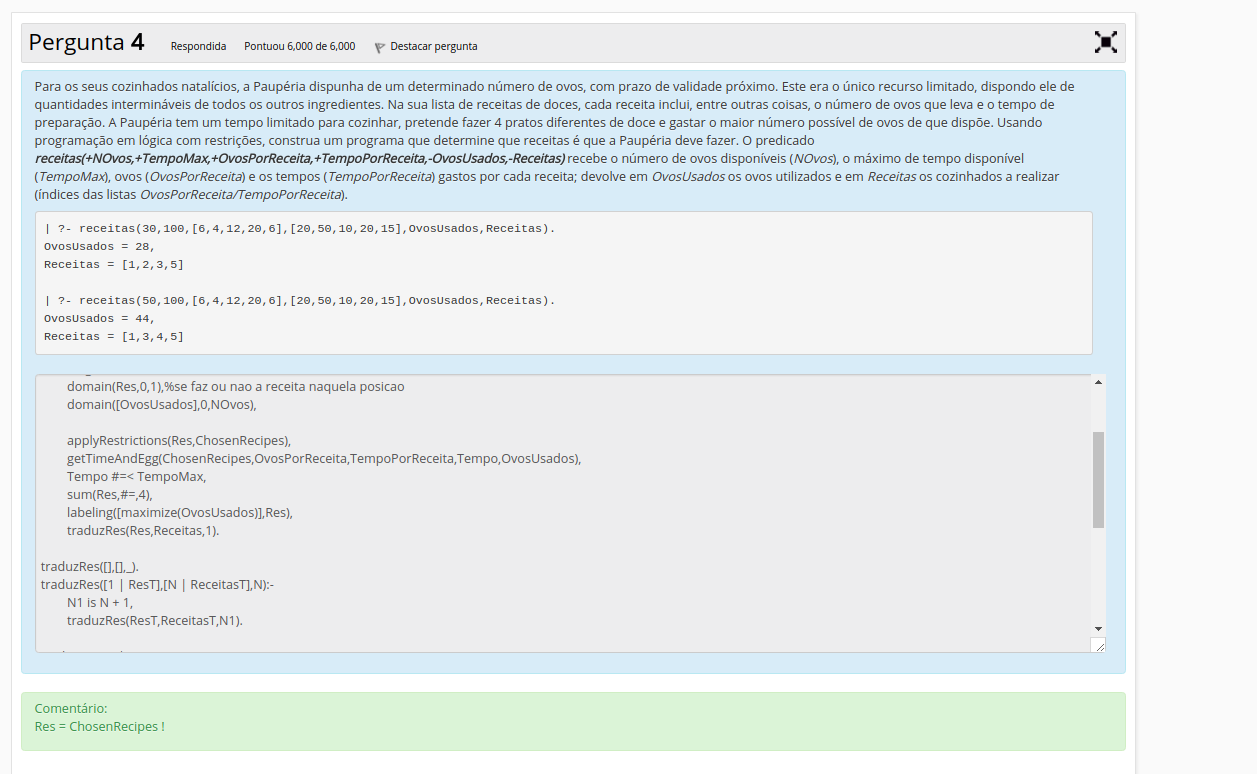 Pergunta 4 Respondida Pontuou 6,000 de 6,000 Destacar pergunta
Para os seus cozinhados natalícios, a Paupéria dispunha de um determinado número de ovos, com prazo de validade próximo. Este era o único recurso limitado, dispondo ele de
quantidades intermináveis de todos os outros ingredientes. Na sua lista de receitas de doces, cada receita inclui, entre outras coisas, o número de ovos que leva e o tempo de
preparação. A Paupéria tem um tempo limitado para cozinhar, pretende fazer 4 pratos diferentes de doce e gastar o maior número possível de ovos de que dispõe. Usando
programação em lógica com restrições, construa um programa que determine que receitas é que a Paupéria deve fazer. O predicado
receitas(+NOvos,+TempoMax,+OvosPorReceita,+TempoPorReceita,-OvosUsados,-Receitas) recebe o número de ovos disponíveis (NOvos), o máximo de tempo disponível
(TempoMax), ovos (OvosPorReceita) e os tempos (TempoPorReceita) gastos por cada receita; devolve em OvosUsados os ovos utilizados e em Receitas os cozinhados a realizar
(índices das listas OvosPorReceita/TempoPorReceita).
| ?- receitas(30,100,[6,4,12,20,6],[20,50,10,20,15],OvosUsados,Receitas).
OvosUsados = 28,
Receitas = [1,2,3,5]
| ?- receitas(50,100,[6,4,12,20,6],[20,50,10,20,15],OvosUsados,Receitas).
OvosUsados = 44,
Receitas = [1,3,4,5]
domain(Res,0,1),%se faz ou nao a receita naquela posicao
domain([OvosUsados],0,NOvos),
applyRestrictions(Res,ChosenRecipes),
getTimeAndEgg(ChosenRecipes,OvosPorReceita,TempoPorReceita,Tempo,OvosUsados),
Tempo #=< TempoMax,
sum(Res,#=,4),
labeling([maximize(OvosUsados)],Res),
traduzRes(Res,Receitas,1).
traduzRes([],[],_).
traduzRes([1 | ResT],[N | ReceitasT],N):-
N1 is N + 1,
traduzRes(ResT,ReceitasT,N1).
Comentário:
Res = ChosenRecipes !